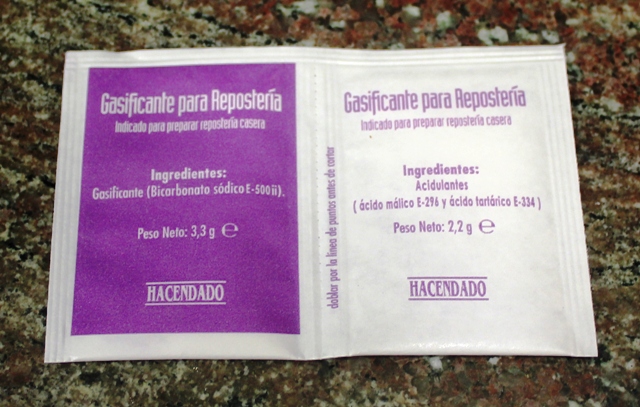 Gasificante para Repostería
Indicado para preparar repostería casera
Ingredientes:
Gasificante (Bicarbonato sódico E-500ii).
Peso Neto: 3,3 g ℮
HACENDADO
doblar por la línea de puntos antes de cortar
Gasificante para Repostería
Indicado para preparar repostería casera
Ingredientes:
Acidulantes
( ácido málico E-296 y ácido tartárico E-334 )
Peso Neto: 2,2 g ℮
HACENDADO